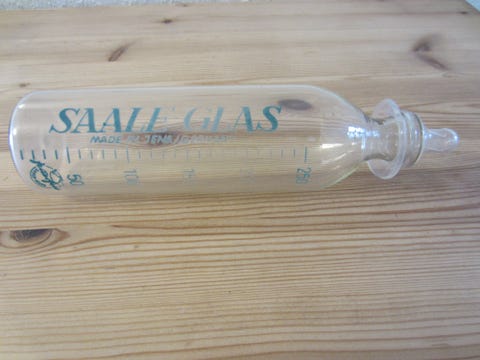 SAALE GLAS
MADE IN JENA/GERMANY
50 100 150 200 250